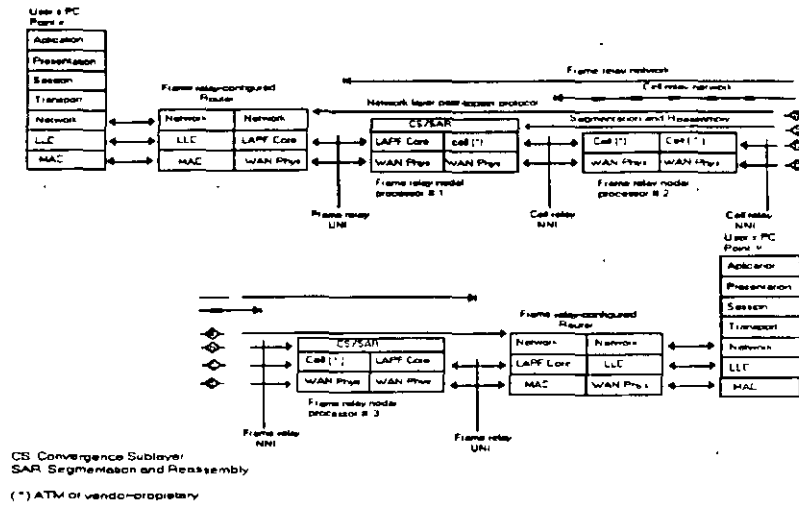 User's PC
Point x
Aplication
Presentation
Session
Transport
Network
LLC
MAC
Frame relay-configured
Router
Network Network
LLC LAPF Core
MAC WAN Phys
Frame relay network
Cell relay network
Network layer peer-to-peer protocol
Segmentation and Reassembly
CS/SAR
LAPF Core cell (*)
WAN Phys WAN Phys
Frame relay nodal
processor # 1
Cell (*) Cell (*)
WAN Phys WAN Phys
Frame relay nodal
processor # 2
Frame relay
UNI
Cell relay
NNI
Cell relay
NNI
User's PC
Point
Aplication
Presentation
Session
Transport
Network
LLC
MAC
Frame relay-configured
Router
Network Network
LAPF Core LLC
MAC WAN Phys
CS/SAR
Cell (*) LAPF Core
WAN Phys WAN Phys
Frame relay nodal
processor # 3
Frame relay
NNI
Frame relay
UNI
CS Convergence Sublayer
SAR Segmentation and Reassembly
(*) ATM of vendor-propietary